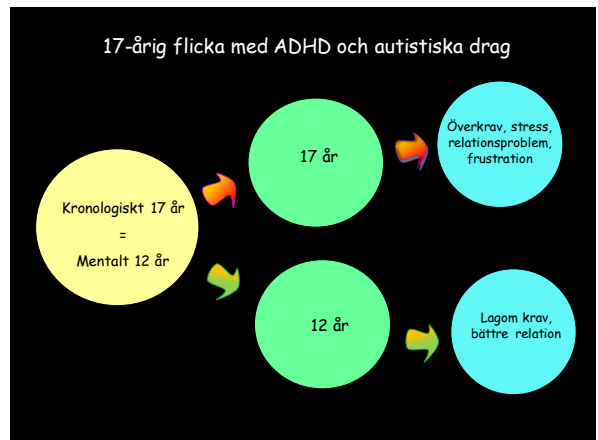 17-årig flicka med ADHD och autistiska drag
Kronologiskt 17 år
=
Mentalt 12 år
17 år
Överkrav, stress,
relationsproblem,
frustration
12 år
Lagom krav,
bättre relation